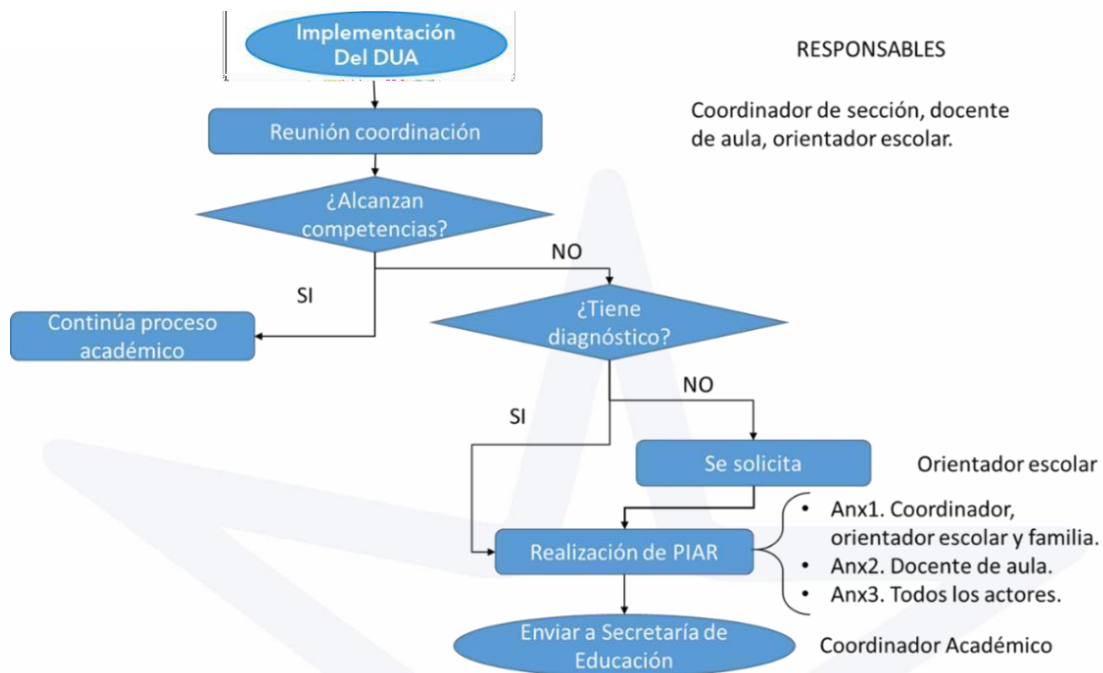 Implementación
Del DUA
RESPONSABLES
Reunión coordinación
Coordinador de sección, docente
de aula, orientador escolar.
¿Alcanzan
competencias?
NO
SI
¿Tiene
diagnóstico?
Continúa proceso
académico
NO
SI
Se solicita
Orientador escolar
• Anx1. Coordinador,
orientador escolar y familia.
• Anx2. Docente de aula.
• Anx3. Todos los actores.
Realización de PIAR
Enviar a Secretaría de
Educación
Coordinador Académico